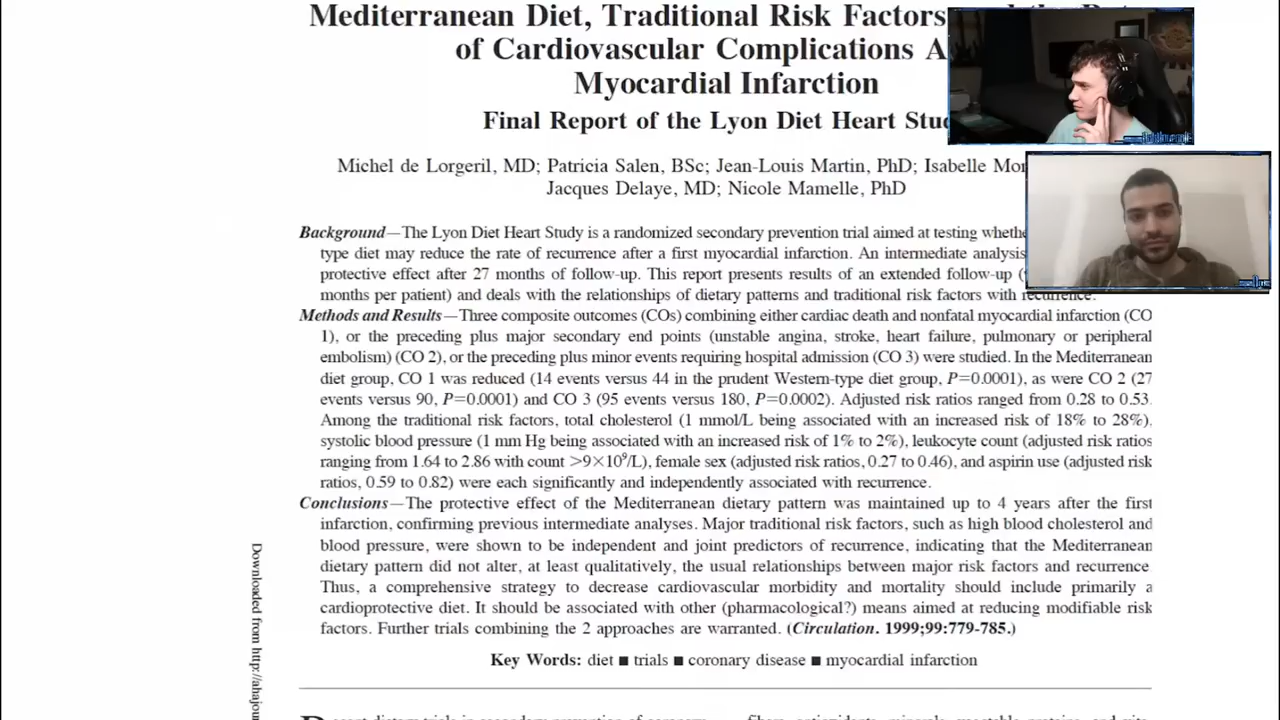 Mediterranean Diet, Traditional Risk Factors
of Cardiovascular Complications A
Myocardial Infarction
Final Report of the Lyon Diet Heart Stu
Michel de Lorgeril, MD; Patricia Salen, BSc; Jean-Louis Martin, PhD; Isabelle Mo
Jacques Delaye, MD; Nicole Mamelle, PhD
Background—The Lyon Diet Heart Study is a randomized secondary prevention trial aimed at testing whethe
type diet may reduce the rate of recurrence after a first myocardial infarction. An intermediate analysis
protective effect after 27 months of follow-up. This report presents results of an extended follow-up (
months per patient) and deals with the relationships of dietary patterns and traditional risk factors with recurrence.
Methods and Results—Three composite outcomes (COs) combining either cardiac death and nonfatal myocardial infarction (CO
1), or the preceding plus major secondary end points (unstable angina, stroke, heart failure, pulmonary or peripheral
embolism) (CO 2), or the preceding plus minor events requiring hospital admission (CO 3) were studied. In the Mediterranean
diet group, CO 1 was reduced (14 events versus 44 in the prudent Western-type diet group, P=0.0001), as were CO 2 (27
events versus 90, P=0.0001) and CO 3 (95 events versus 180, P=0.0002). Adjusted risk ratios ranged from 0.28 to 0.53.
Among the traditional risk factors, total cholesterol (1 mmol/L being associated with an increased risk of 18% to 28%),
systolic blood pressure (1 mm Hg being associated with an increased risk of 1% to 2%), leukocyte count (adjusted risk ratios
ranging from 1.64 to 2.86 with count >9×10⁹/L), female sex (adjusted risk ratios, 0.27 to 0.46), and aspirin use (adjusted risk
ratios, 0.59 to 0.82) were each significantly and independently associated with recurrence.
Conclusions—The protective effect of the Mediterranean dietary pattern was maintained up to 4 years after the first
infarction, confirming previous intermediate analyses. Major traditional risk factors, such as high blood cholesterol and
blood pressure, were shown to be independent and joint predictors of recurrence, indicating that the Mediterranean
dietary pattern did not alter, at least qualitatively, the usual relationships between major risk factors and recurrence
Thus, a comprehensive strategy to decrease cardiovascular morbidity and mortality should include primarily a
cardioprotective diet. It should be associated with other (pharmacological?) means aimed at reducing modifiable risk
factors. Further trials combining the 2 approaches are warranted. (Circulation. 1999;99:779-785.)
Key Words: diet ■ trials ■ coronary disease ■ myocardial infarction
Downloaded from http://ahajour